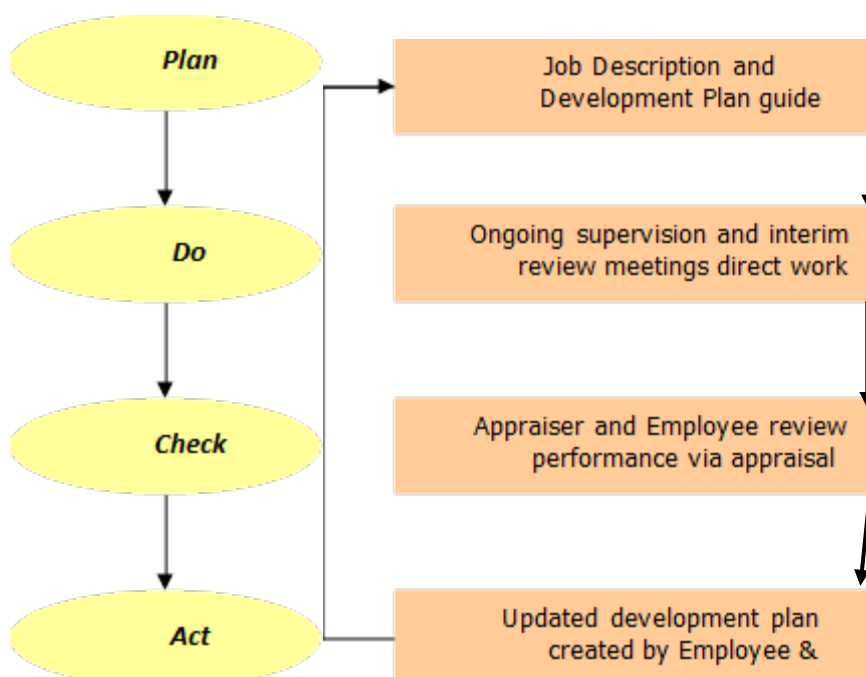 Plan
Job Description and
Development Plan guide
Do
Ongoing supervision and interim
review meetings direct work
Check
Appraiser and Employee review
performance via appraisal
Act
Updated development plan
created by Employee &